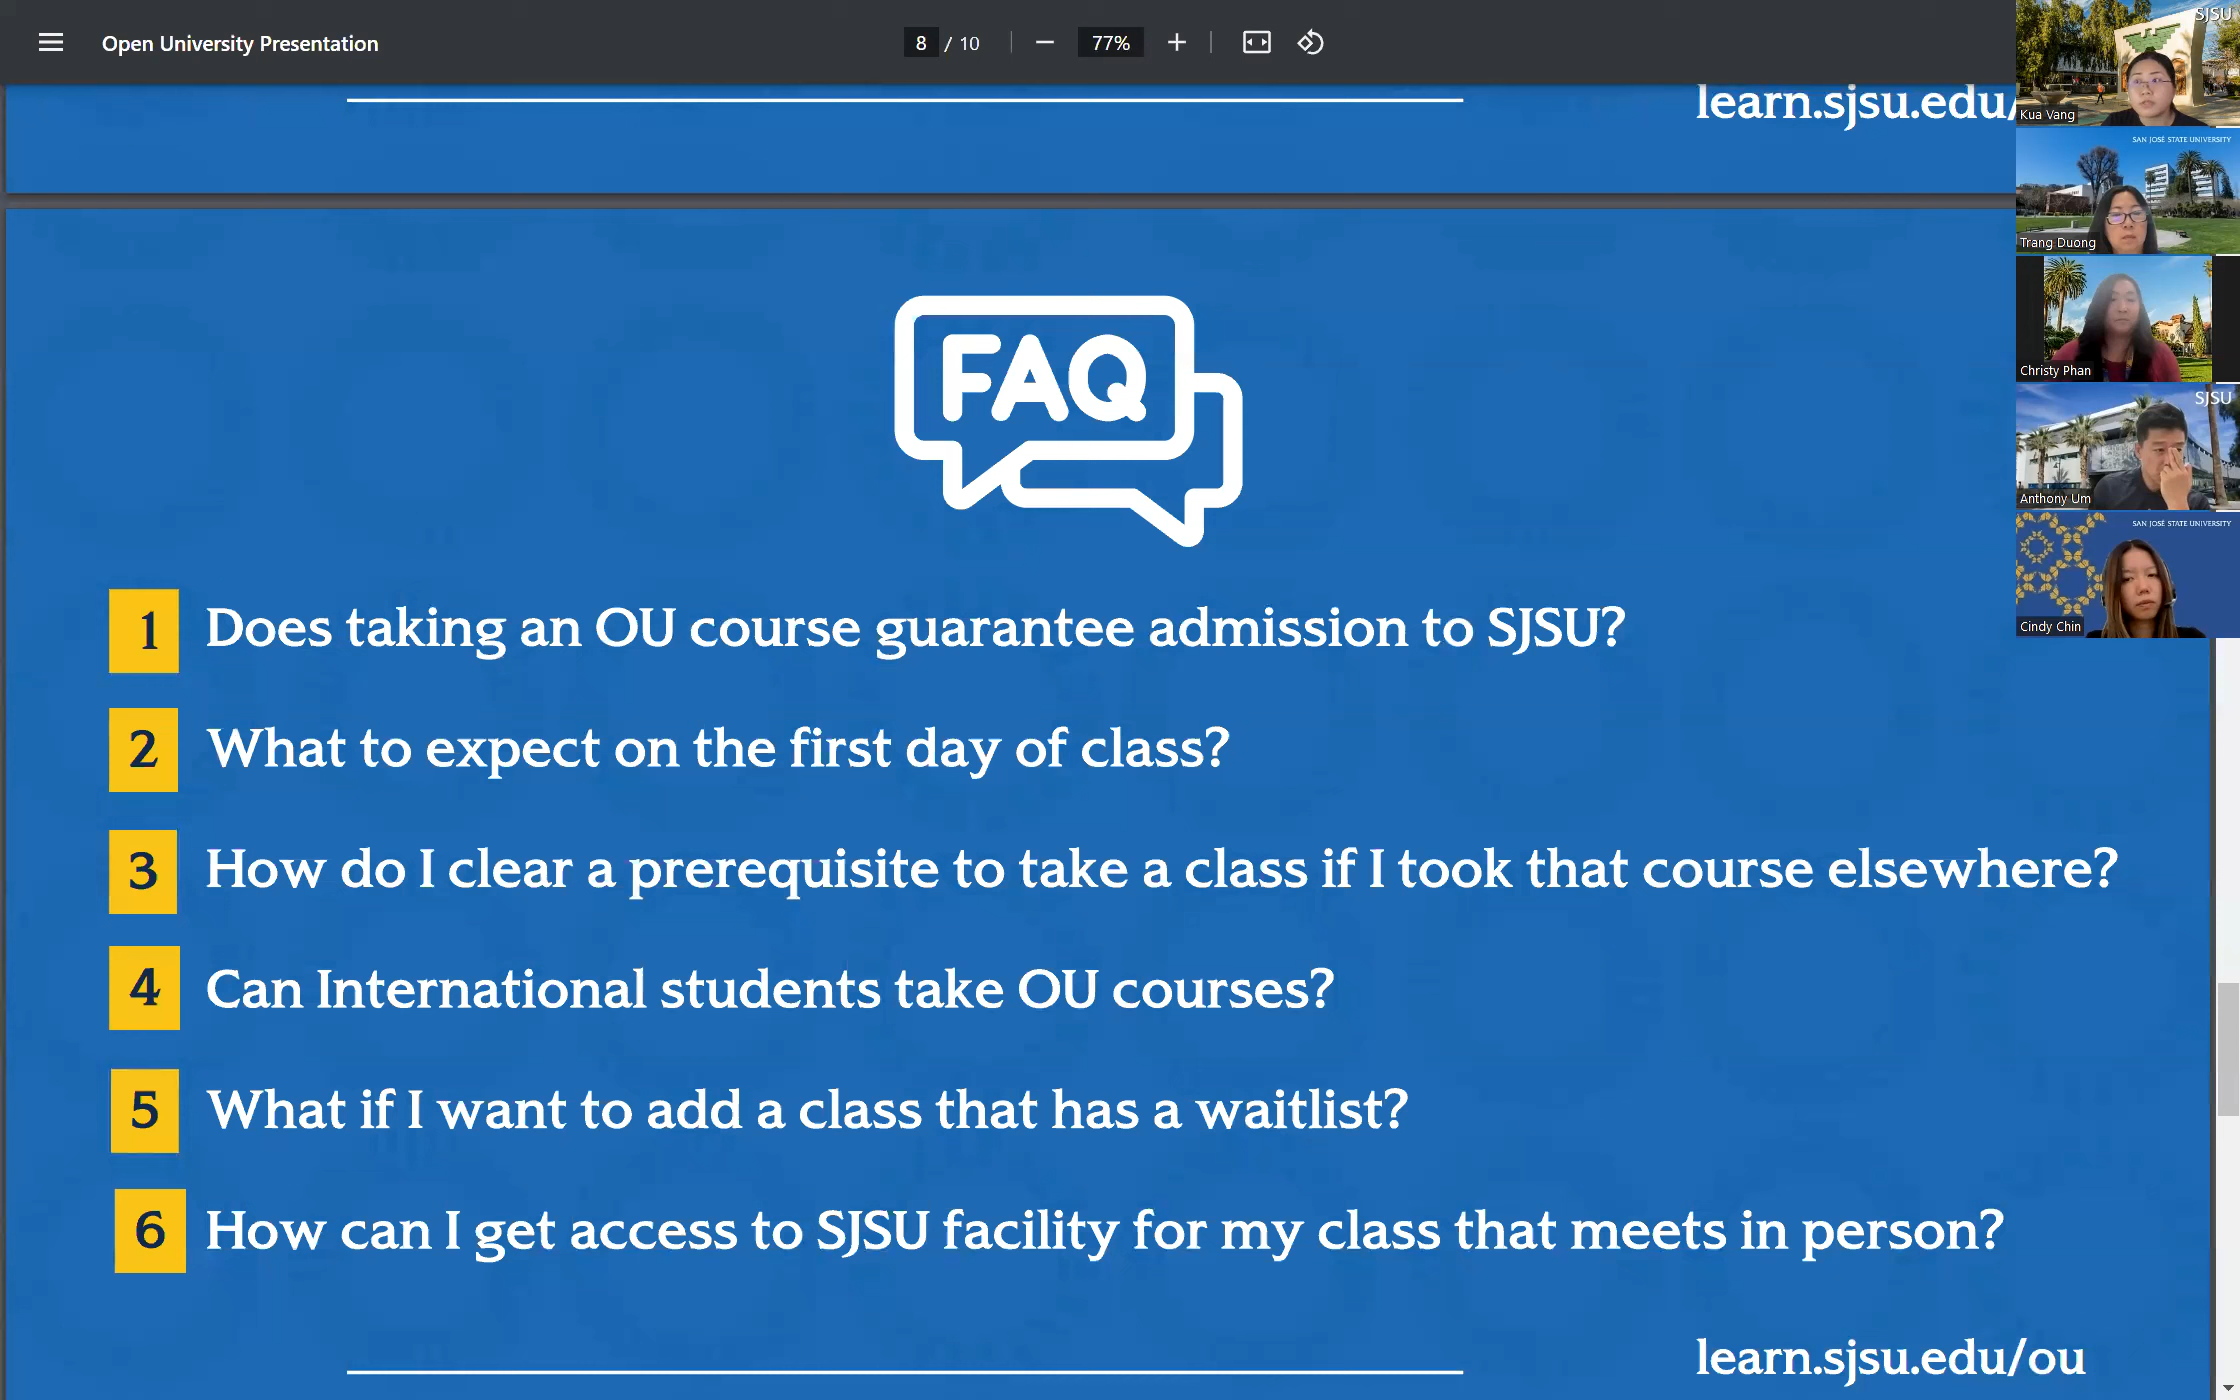 Open University Presentation
8 / 10
77%
learn.sjsu.edu/
FAQ
1 Does taking an OU course guarantee admission to SJSU?
2 What to expect on the first day of class?
3 How do I clear a prerequisite to take a class if I took that course elsewhere?
4 Can International students take OU courses?
5 What if I want to add a class that has a waitlist?
6 How can I get access to SJSU facility for my class that meets in person?
learn.sjsu.edu/ou
SJSU
Kua Vang
SAN JOSÉ STATE UNIVERSITY
Trang Duong
Christy Phan
SJSU
Anthony Um
SAN JOSÉ STATE UNIVERSITY
Cindy Chin